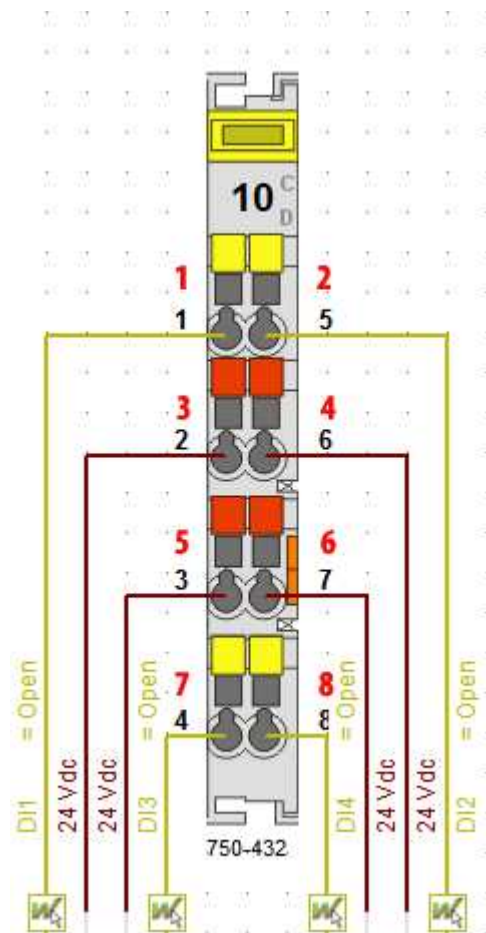 C
10
D
1 2
1 5
3 4
2 6
5 6
3 7
7 8
4 8
DI1 = Open
24 Vdc
24 Vdc
DI3 = Open
DI4 = Open
24 Vdc
24 Vdc
DI2 = Open
750-432